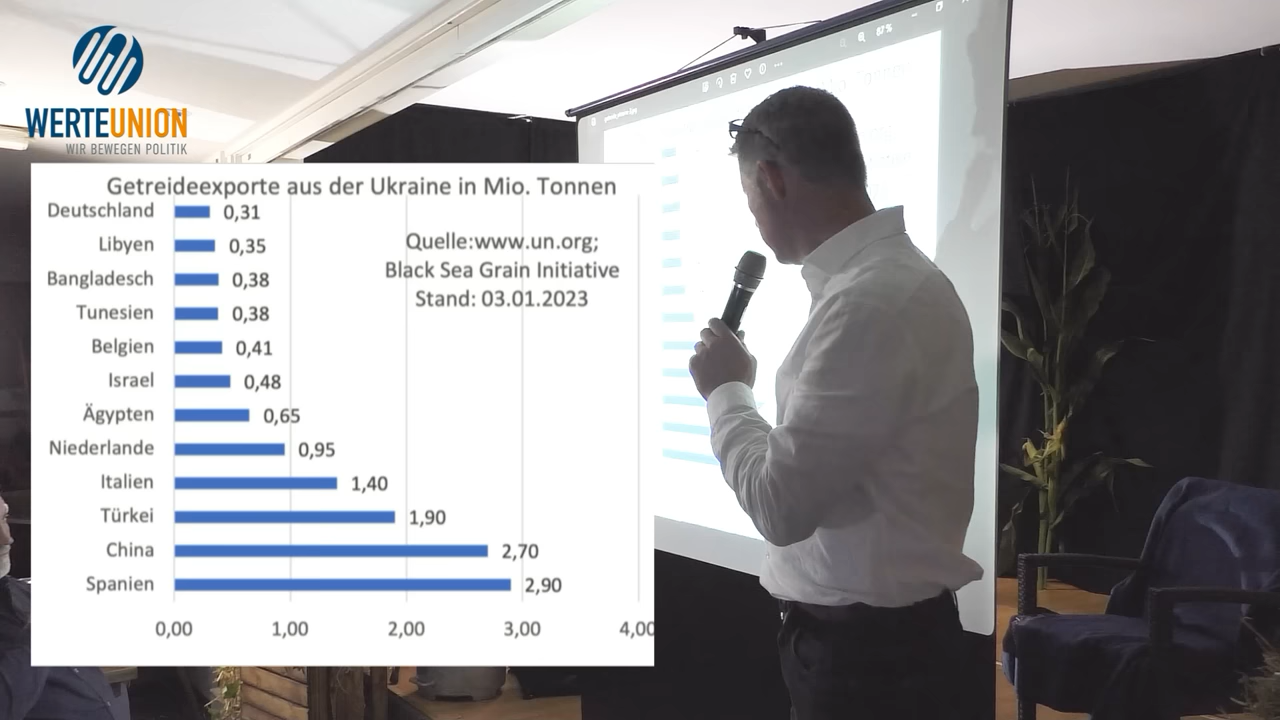 WERTEUNION
WIR BEWEGEN POLITIK
Getreideexporte aus der Ukraine in Mio. Tonnen
Deutschland 0,31
Libyen 0,35
Bangladesch 0,38
Tunesien 0,38
Belgien 0,41
Israel 0,48
Ägypten 0,65
Niederlande 0,95
Italien 1,40
Türkei 1,90
China 2,70
Spanien 2,90
Quelle:www.un.org;
Black Sea Grain Initiative
Stand: 03.01.2023
0,00 1,00 2,00 3,00 4,00
Mio. Tonnen